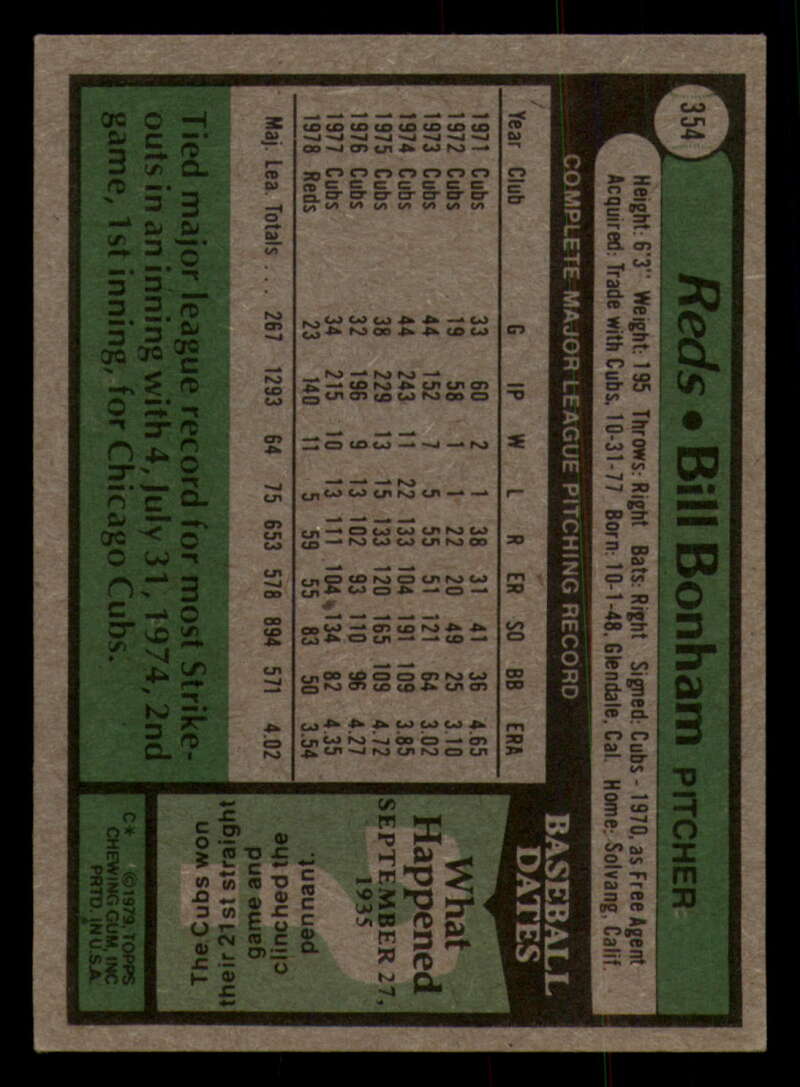 354
Reds • Bill Bonham PITCHER
Height: 6'3" Weight: 195 Throws: Right Bats: Right Signed: Cubs - 1970, as Free Agent
Acquired: Trade with Cubs, 10-31-77 Born: 10-1-48, Glendale, Cal. Home: Solvang, Calif.
COMPLETE MAJOR LEAGUE PITCHING RECORD
Year Club G IP W L R ER SO BB ERA
1971 Cubs 33 60 2 1 38 31 41 36 4.65
1972 Cubs 19 58 1 1 22 20 49 25 3.10
1973 Cubs 44 152 7 5 55 51 121 64 3.02
1974 Cubs 44 243 11 22 133 104 191 109 3.85
1975 Cubs 38 229 13 15 133 120 165 109 4.72
1976 Cubs 32 196 9 13 102 93 110 96 4.27
1977 Cubs 34 215 10 13 111 104 134 82 4.35
1978 Reds 23 140 11 5 59 55 83 50 3.54
Maj. Lea. Totals . . . 267 1293 64 75 653 578 894 571 4.02
Tied major league record for most Strike-
outs in an inning with 4, July 31, 1974, 2nd
game, 1st inning, for Chicago Cubs.
BASEBALL
DATES
What
Happened
SEPTEMBER 27,
1935
The Cubs won
their 21st straight
game and
clinched the
pennant.
C* ©1979, TOPPS
CHEWING GUM, INC
PRTD. IN U.S.A.